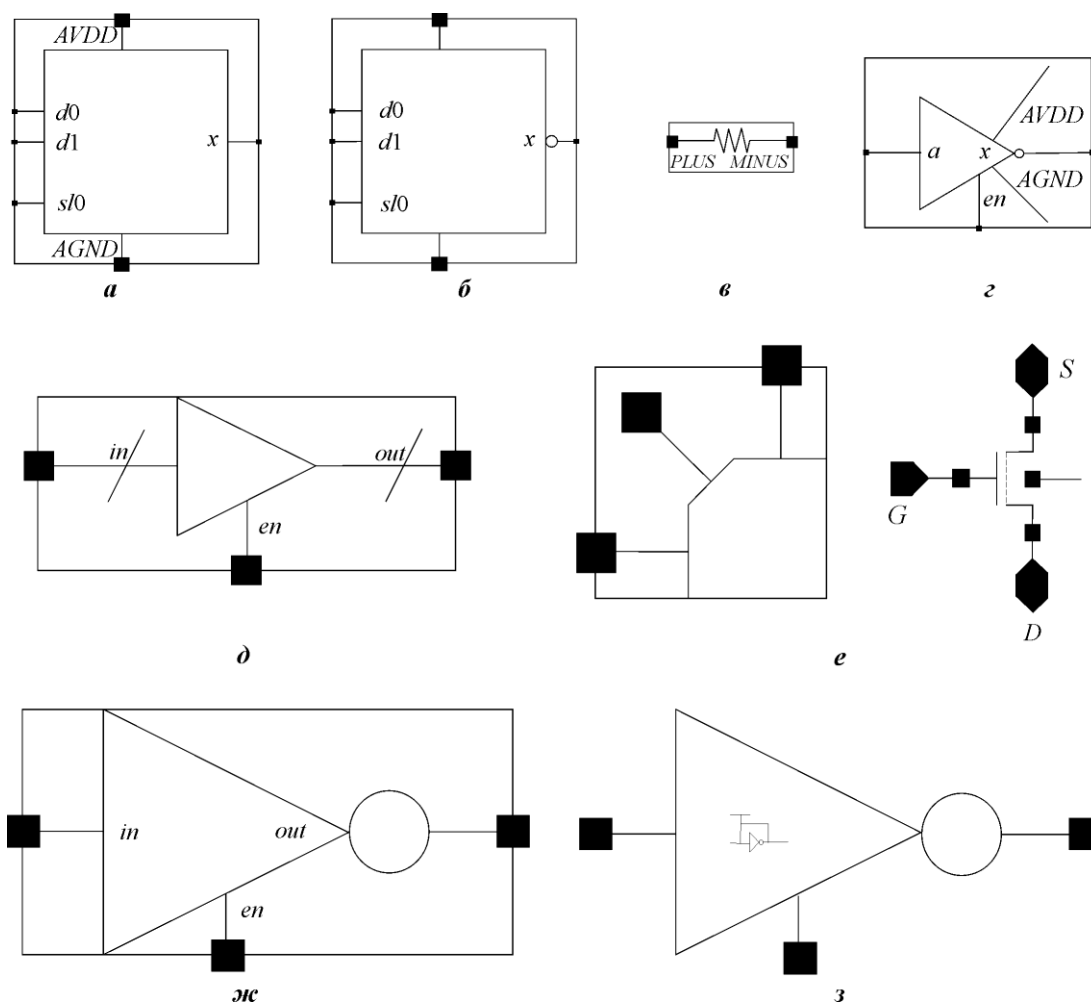 AVDD
d0
d1
x
sl0
AGND
а
d0
d1
x
sl0
б
PLUS MINUS
в
AVDD
a x
AGND
en
г
in out
en
д
S
G
D
е
in out
en
ж
з